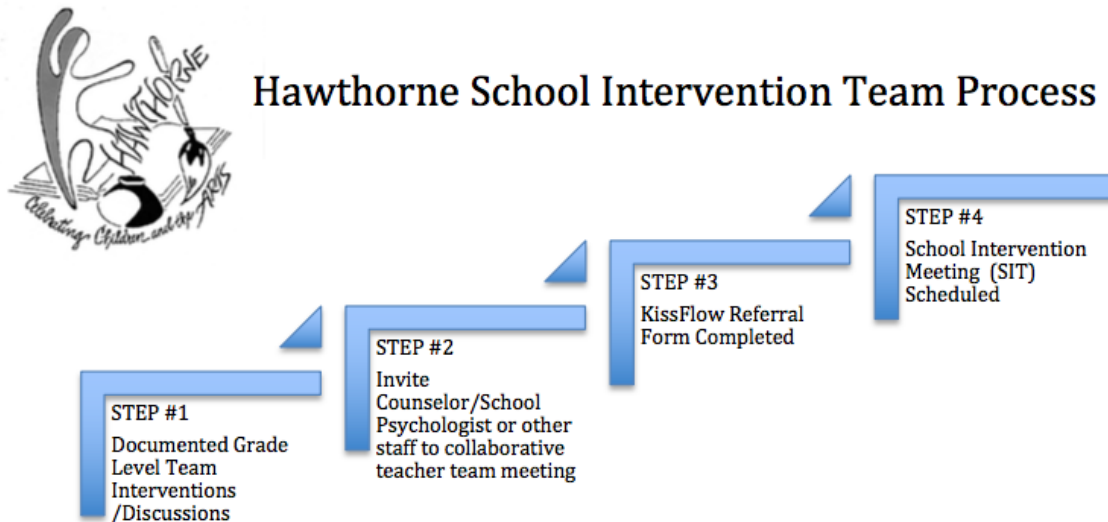 HAWTHORNE
Celebrating Children and the ARTS
Hawthorne School Intervention Team Process
STEP #1
Documented Grade
Level Team
Interventions
/Discussions
STEP #2
Invite
Counselor/School
Psychologist or other
staff to collaborative
teacher team meeting
STEP #3
KissFlow Referral
Form Completed
STEP #4
School Intervention
Meeting (SIT)
Scheduled